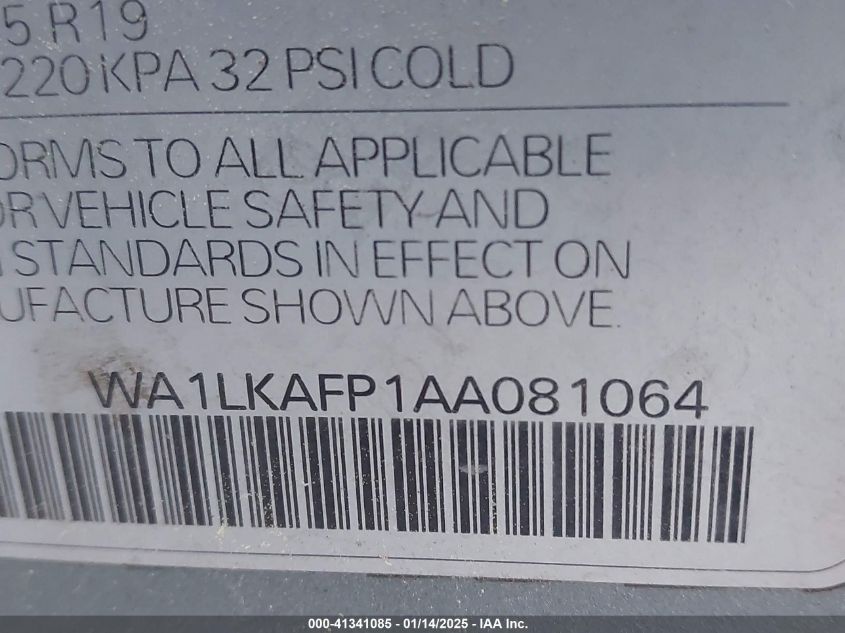 5 R19
220 KPA 32 PSI COLD
ORMS TO ALL APPLICABLE
OR VEHICLE SAFETY AND
STANDARDS IN EFFECT ON
UFACTURE SHOWN ABOVE.
WA1LKAFP1AA081064
000-41341085 - 01/14/2025 - IAA Inc.